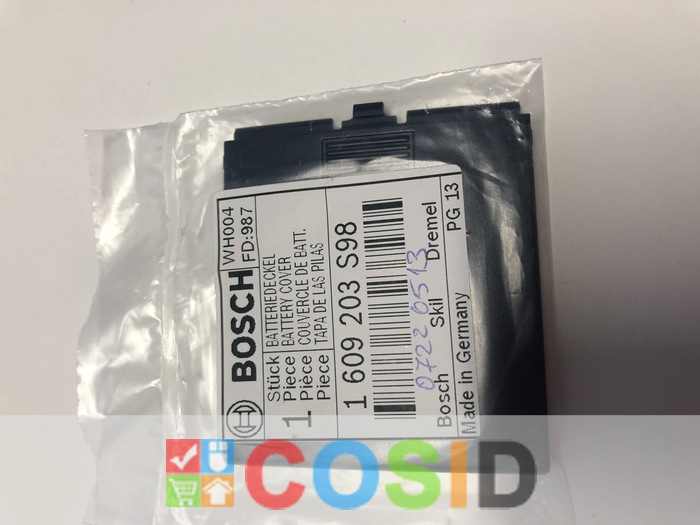 BOSCH
WH004
FD:987
1
Stück BATTERIEDECKEL
Piece BATTERY COVER
Pièce COUVERCLE DE BATT.
Piece TAPA DE LAS PILAS
1 609 203 S98
0722 0513
Bosch Skil Dremel
Made in Germany PG 13
COSID